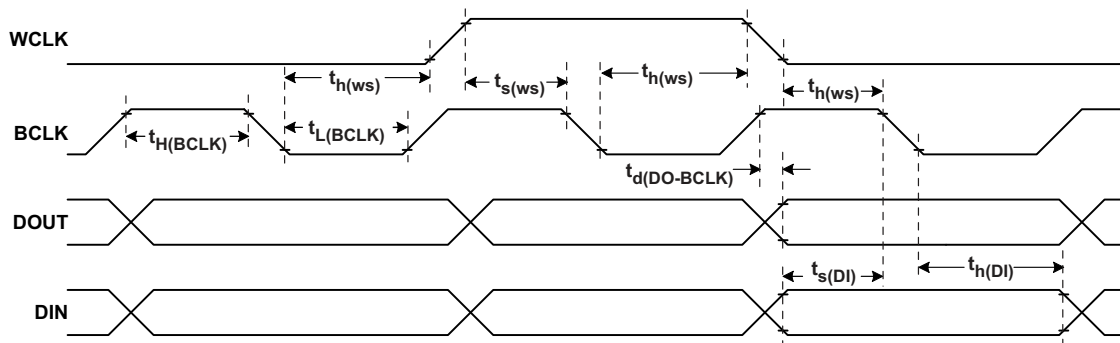 WCLK
t_h(ws)
t_s(ws)
t_h(ws)
t_h(ws)
BCLK
t_H(BCLK)
t_L(BCLK)
t_d(DO-BCLK)
DOUT
t_s(DI)
t_h(DI)
DIN